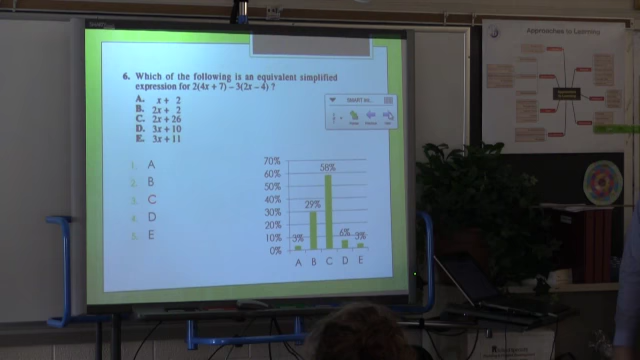 Approaches to Learning
6. Which of the following is an equivalent simplified
expression for 2(4x + 7) – 3(2x – 4) ?
A. x + 2
B. 2x + 2
C. 2x + 26
D. 3x + 10
E. 3x + 11
1. A
2. B
3. C
4. D
5. E
70%
60%
50%
40%
30%
20%
10%
0%
3%
29%
58%
6%
3%
A B C D E